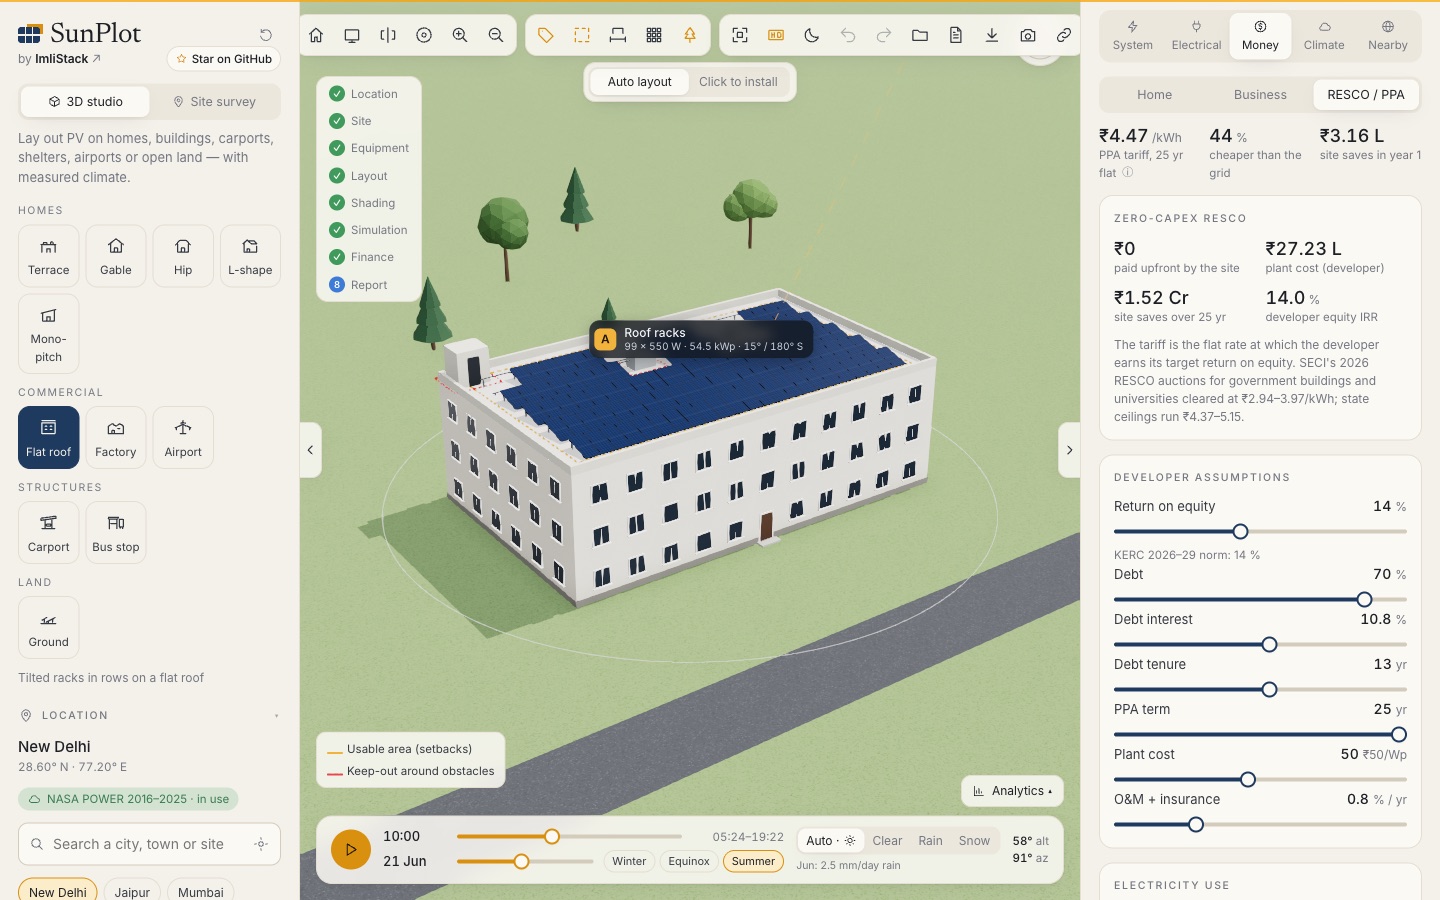 SunPlot
by ImliStack ↗
Star on GitHub
3D studio
Site survey
Lay out PV on homes, buildings, carports,
shelters, airports or open land — with
measured climate.
HOMES
Terrace
Gable
Hip
L-shape
Mono-
pitch
COMMERCIAL
Flat roof
Factory
Airport
STRUCTURES
Carport
Bus stop
LAND
Ground
Tilted racks in rows on a flat roof
LOCATION
New Delhi
28.60° N · 77.20° E
NASA POWER 2016–2025 · in use
Search a city, town or site
New Delhi
Jaipur
Mumbai
HD
Auto layout
Click to install
Location
Site
Equipment
Layout
Shading
Simulation
Finance
8 Report
A
Roof racks
99 × 550 W · 54.5 kWp · 15° / 180° S
Usable area (setbacks)
Keep-out around obstacles
Analytics
10:00
05:24–19:22
21 Jun
Winter
Equinox
Summer
Auto ·
Clear
Rain
Snow
Jun: 2.5 mm/day rain
58° alt
91° az
System
Electrical
Money
Climate
Nearby
Home
Business
RESCO / PPA
₹4.47 /kWh
PPA tariff, 25 yr
flat ⓘ
44 %
cheaper than the
grid
₹3.16 L
site saves in year 1
ZERO-CAPEX RESCO
₹0
paid upfront by the site
₹27.23 L
plant cost (developer)
₹1.52 Cr
site saves over 25 yr
14.0 %
developer equity IRR
The tariff is the flat rate at which the developer
earns its target return on equity. SECI's 2026
RESCO auctions for government buildings and
universities cleared at ₹2.94–3.97/kWh; state
ceilings run ₹4.37–5.15.
DEVELOPER ASSUMPTIONS
Return on equity 14 %
KERC 2026–29 norm: 14 %
Debt 70 %
Debt interest 10.8 %
Debt tenure 13 yr
PPA term 25 yr
Plant cost 50 ₹50/Wp
O&M + insurance 0.8 % / yr
ELECTRICITY USE